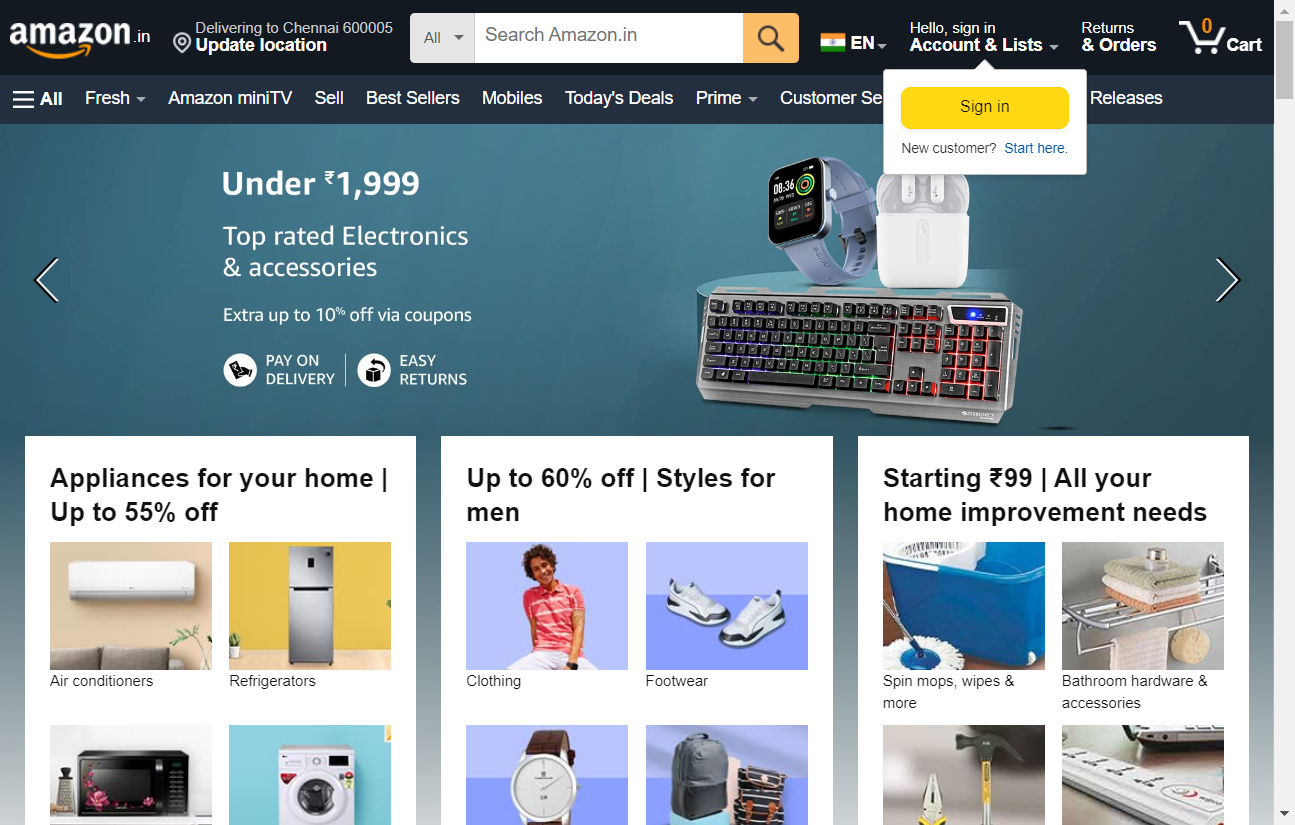 amazon.in
Delivering to Chennai 600005
Update location
All
Search Amazon.in
EN
Hello, sign in
Account & Lists
Returns
& Orders
0
Cart
All
Fresh
Amazon miniTV
Sell
Best Sellers
Mobiles
Today's Deals
Prime
Customer Se
Releases
Sign in
New customer? Start here.
Under ₹1,999
Top rated Electronics
& accessories
Extra up to 10% off via coupons
PAY ON
DELIVERY
EASY
RETURNS
08:36
Appliances for your home |
Up to 55% off
Air conditioners
Refrigerators
Up to 60% off | Styles for
men
Clothing
Footwear
Starting ₹99 | All your
home improvement needs
Spin mops, wipes &
more
Bathroom hardware &
accessories